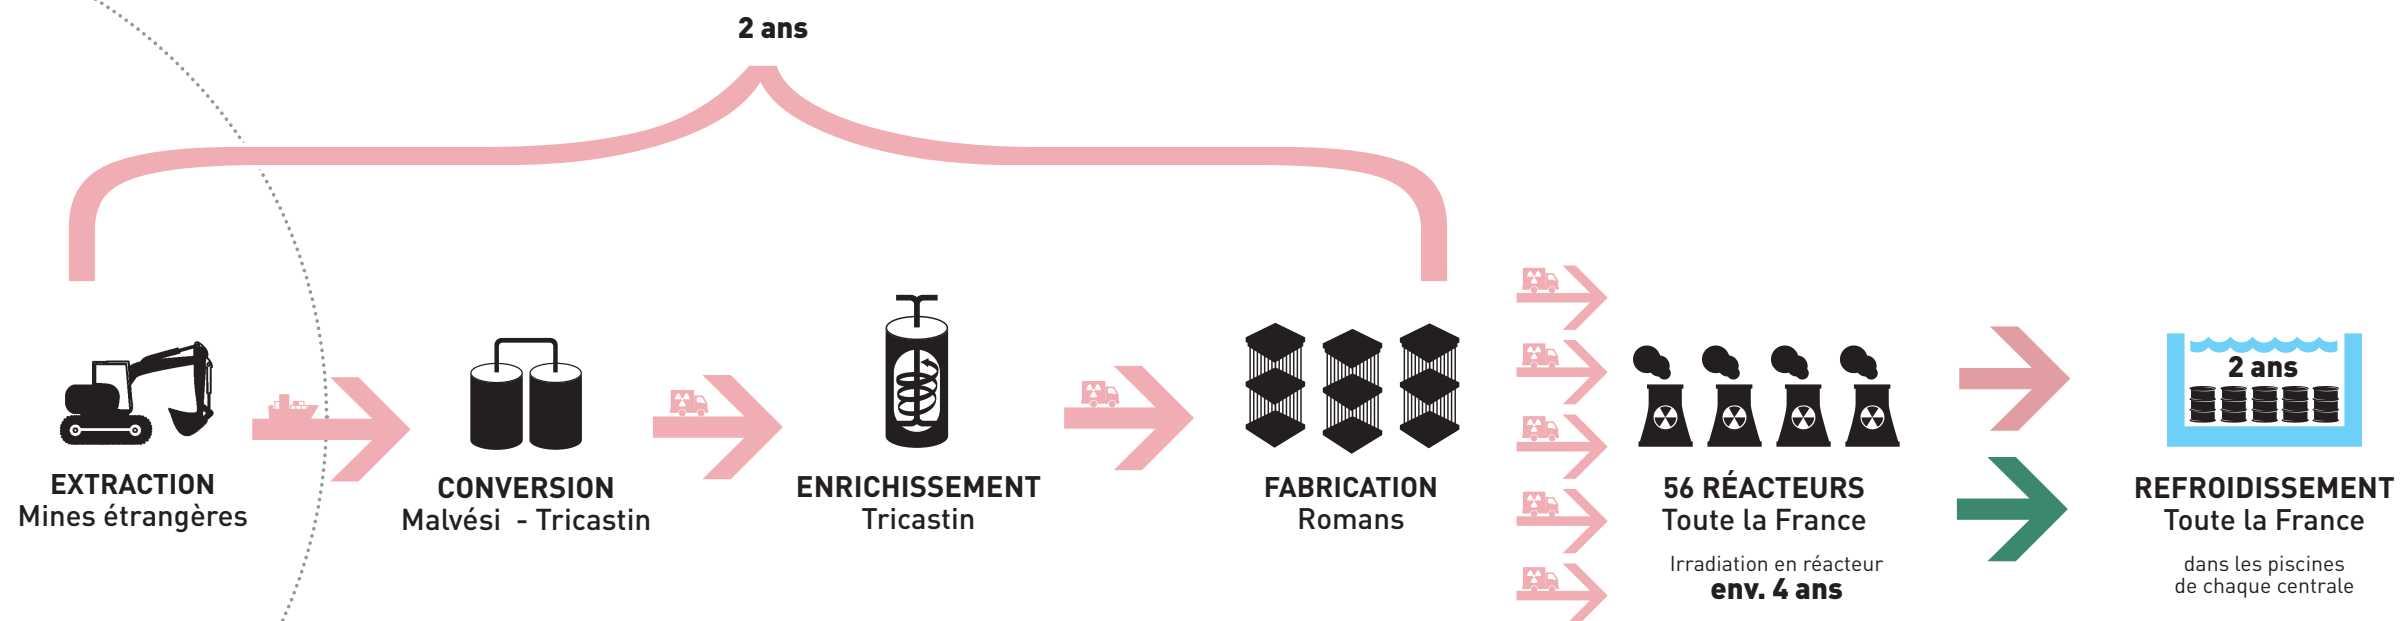 2 ans
EXTRACTION
Mines étrangères
CONVERSION
Malvési - Tricastin
ENRICHISSEMENT
Tricastin
FABRICATION
Romans
56 RÉACTEURS
Toute la France
Irradiation en réacteur
env. 4 ans
2 ans
REFROIDISSEMENT
Toute la France
dans les piscines
de chaque centrale